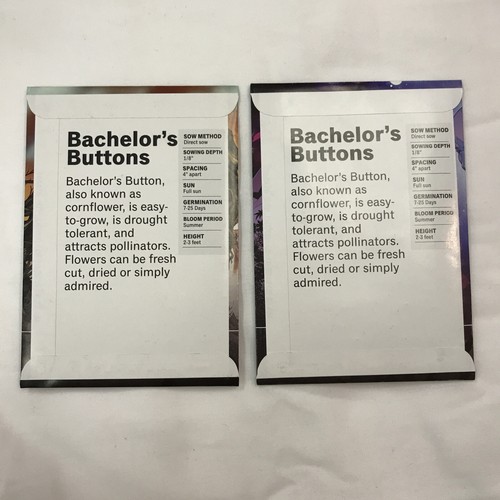 Bachelor's
Buttons
Bachelor's Button,
also known as
cornflower, is easy-
to-grow, is drought
tolerant, and
attracts pollinators.
Flowers can be fresh
cut, dried or simply
admired.
SOW METHOD
Direct sow
SOWING DEPTH
1/8"
SPACING
4" apart
SUN
Full sun
GERMINATION
7-25 Days
BLOOM PERIOD
Summer
HEIGHT
2-3 feet
Bachelor's
Buttons
Bachelor's Button,
also known as
cornflower, is easy-
to-grow, is drought
tolerant, and
attracts pollinators.
Flowers can be fresh
cut, dried or simply
admired.
SOW METHOD
Direct sow
SOWING DEPTH
1/8"
SPACING
4" apart
SUN
Full sun
GERMINATION
7-25 Days
BLOOM PERIOD
Summer
HEIGHT
2-3 feet